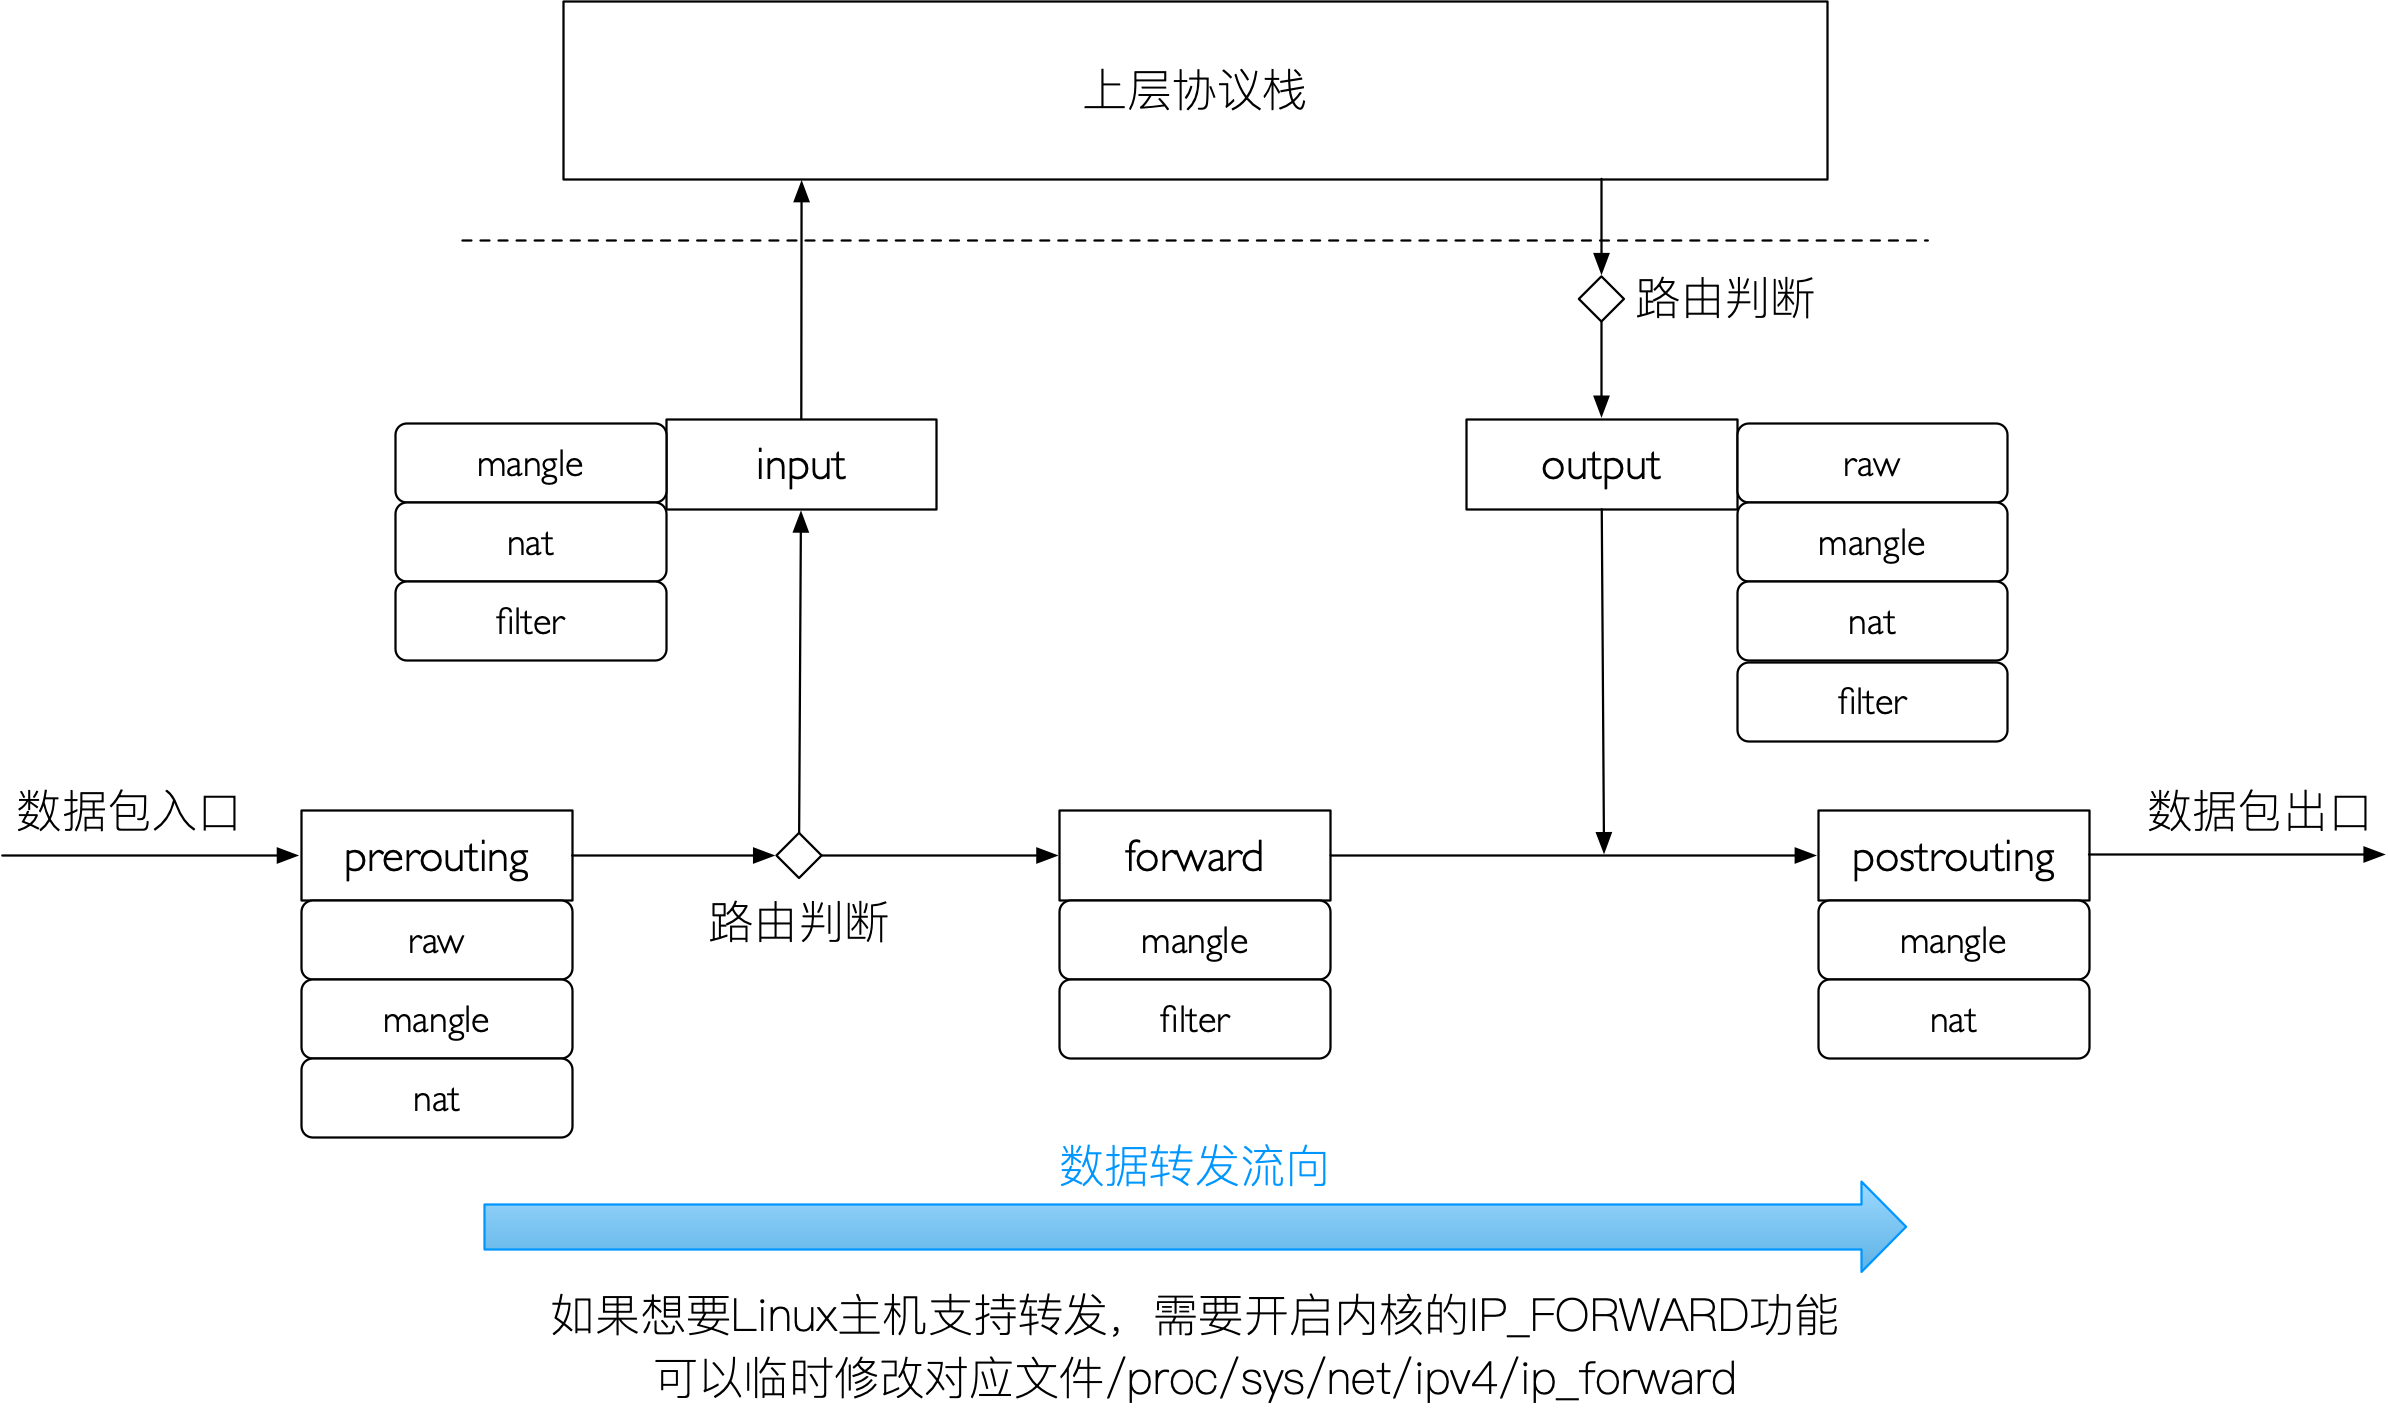 上层协议栈
路由判断
mangle
input
output
raw
nat
mangle
filter
nat
filter
数据包入口
数据包出口
prerouting
forward
postrouting
路由判断
raw
mangle
mangle
mangle
filter
nat
nat
数据转发流向
如果想要Linux主机支持转发，需要开启内核的IP_FORWARD功能
可以临时修改对应文件/proc/sys/net/ipv4/ip_forward